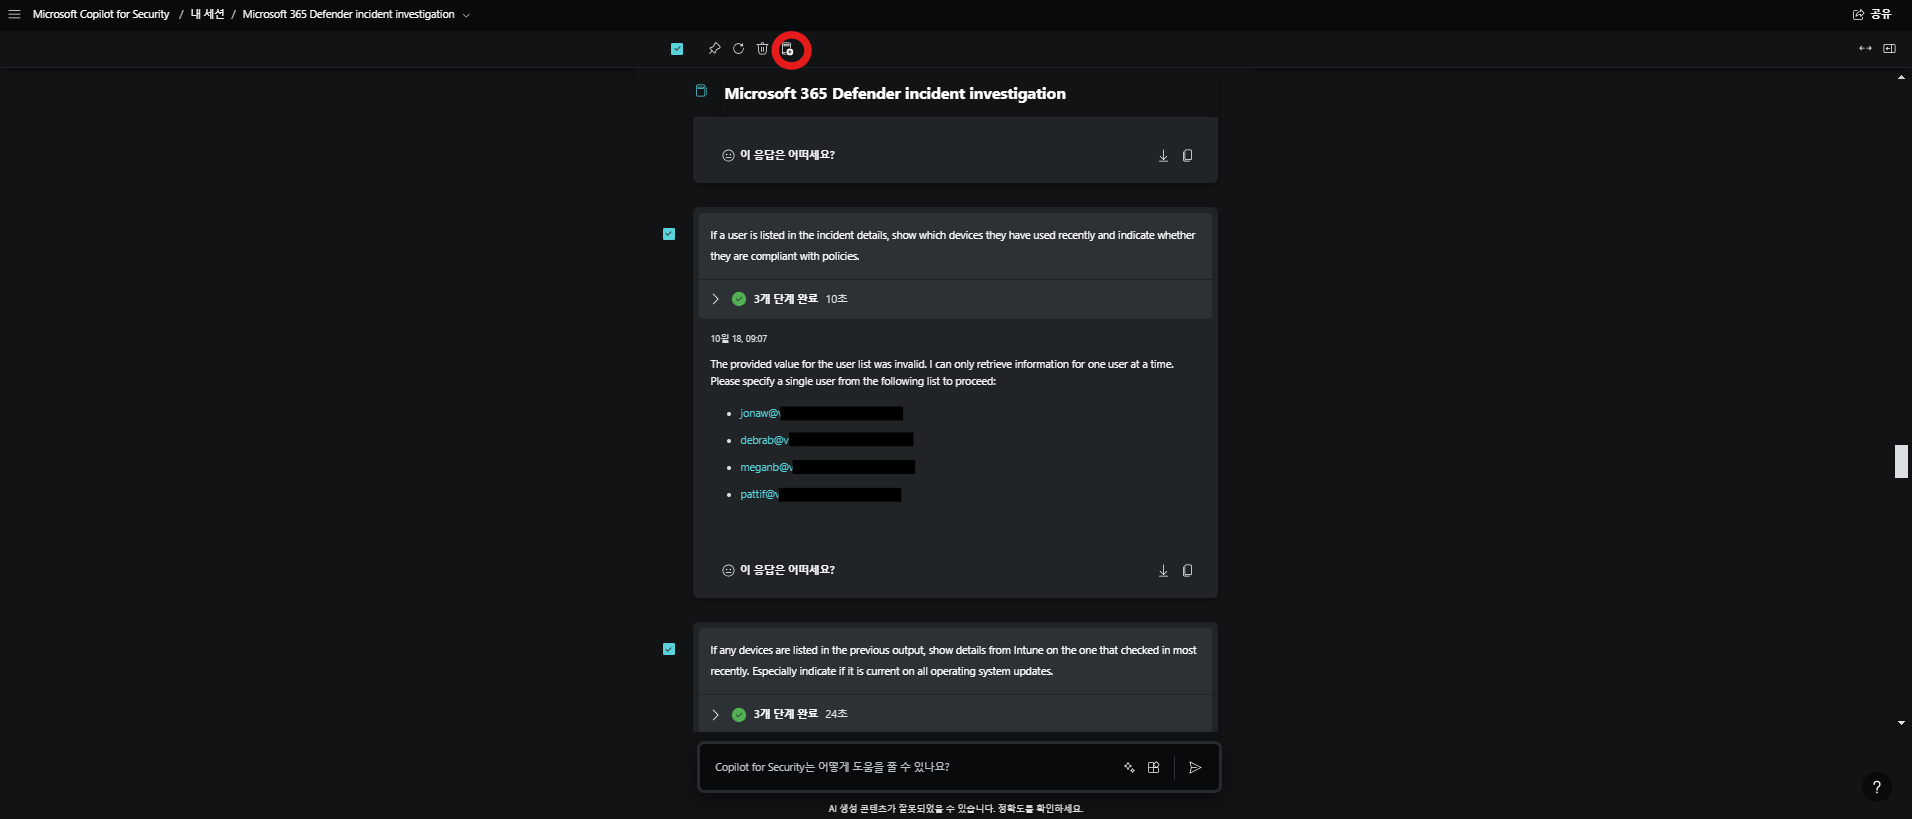 Microsoft Copilot for Security / 내 세션 / Microsoft 365 Defender incident investigation
공유
Microsoft 365 Defender incident investigation
이 응답은 어떠세요?
If a user is listed in the incident details, show which devices they have used recently and indicate whether
they are compliant with policies.
3개 단계 완료 10초
10월 18, 09:07
The provided value for the user list was invalid. I can only retrieve information for one user at a time.
Please specify a single user from the following list to proceed:
jonaw@
debrab@v
meganb@
pattif@
이 응답은 어떠세요?
If any devices are listed in the previous output, show details from Intune on the one that checked in most
recently. Especially indicate if it is current on all operating system updates.
3개 단계 완료 24초
Copilot for Security는 어떻게 도움을 줄 수 있나요?
?
AI 생성 콘텐츠가 잘못되었을 수 있습니다. 정확도를 확인하세요.